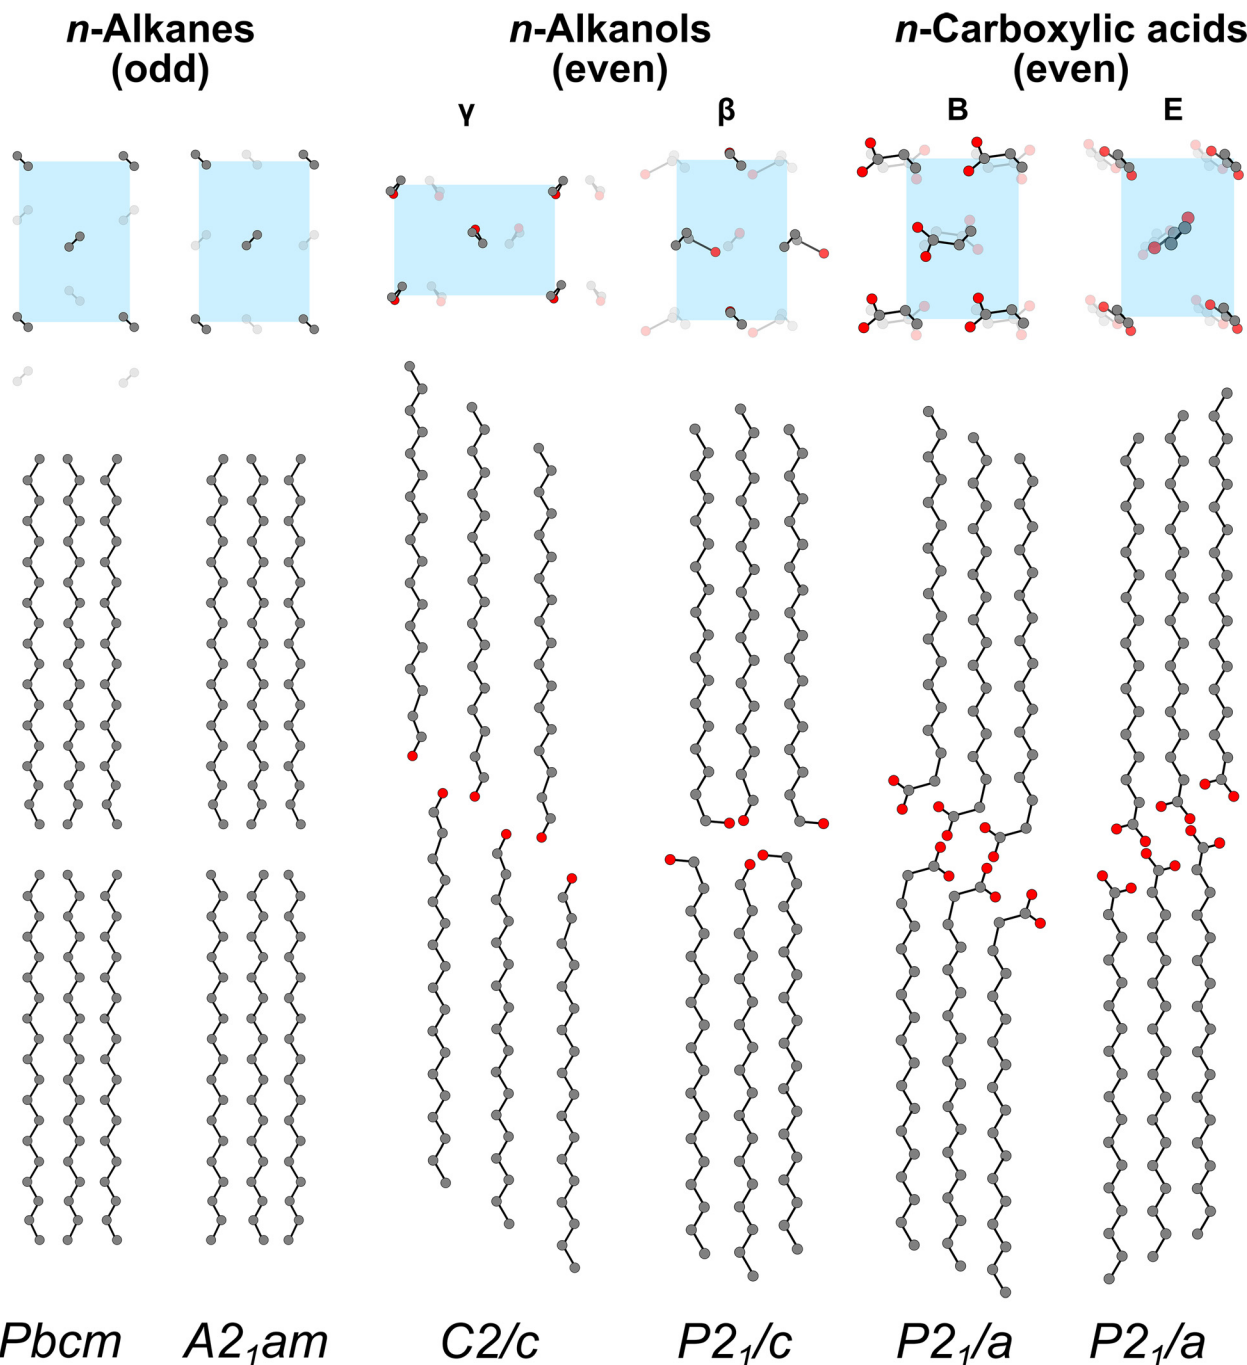 n-Alkanes
(odd)
n-Alkanols
(even)
n-Carboxylic acids
(even)
γ
β
B
E
Pbcm
A2₁am
C2/c
P2₁/c
P2₁/a
P2₁/a